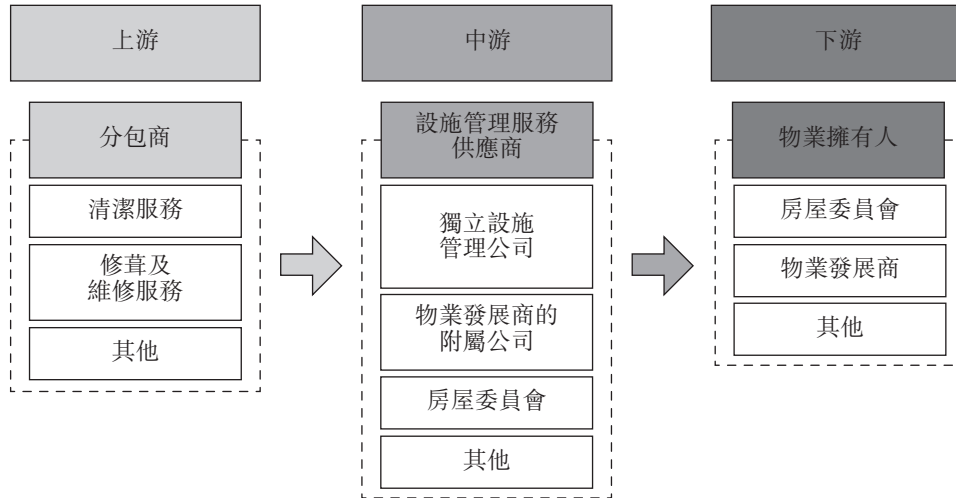 上游
分包商
清潔服務
修葺及
維修服務
其他
中游
設施管理服務
供應商
獨立設施
管理公司
物業發展商的
附屬公司
房屋委員會
其他
下游
物業擁有人
房屋委員會
物業發展商
其他